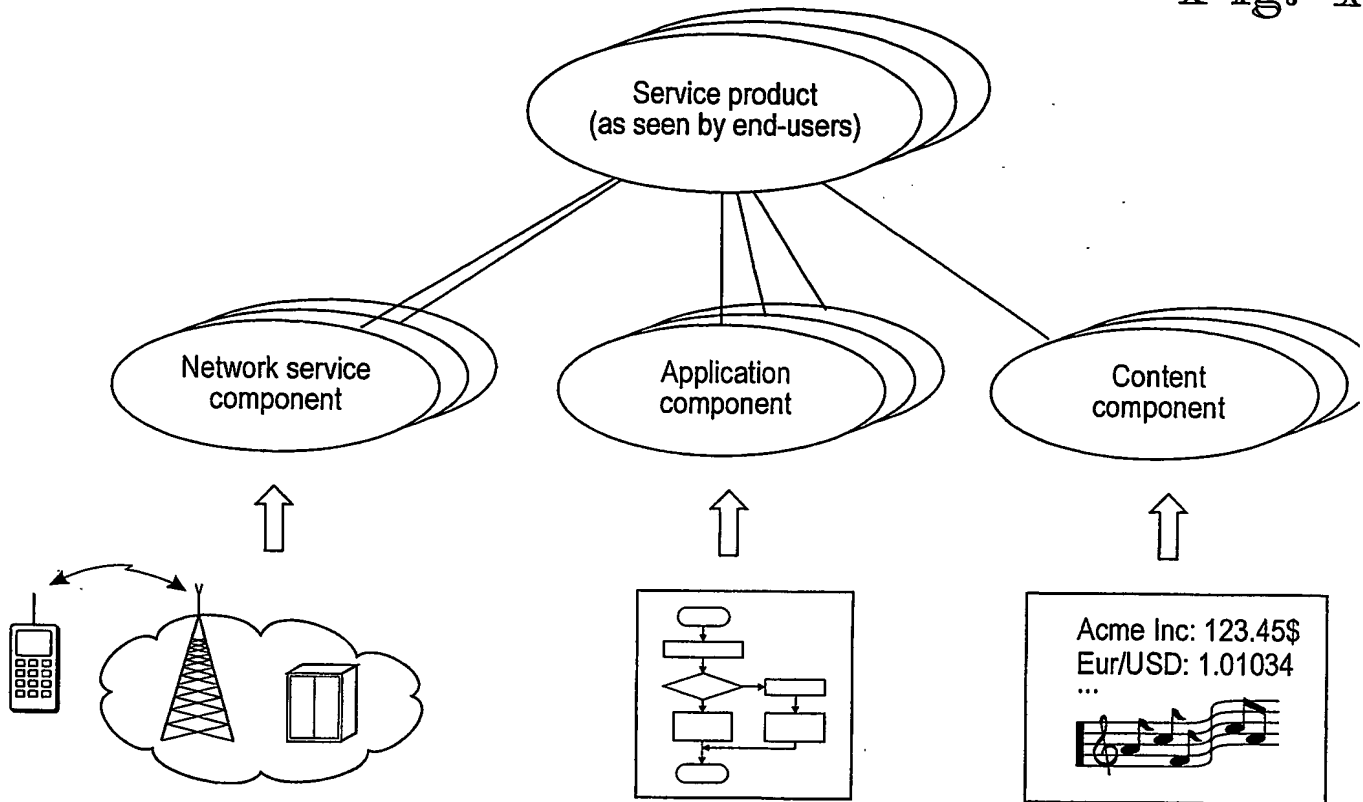 Fig.
Service product
(as seen by end-users)
Network service
component
Application
component
Content
component
Acme Inc: 123.45$
Eur/USD: 1.01034
...